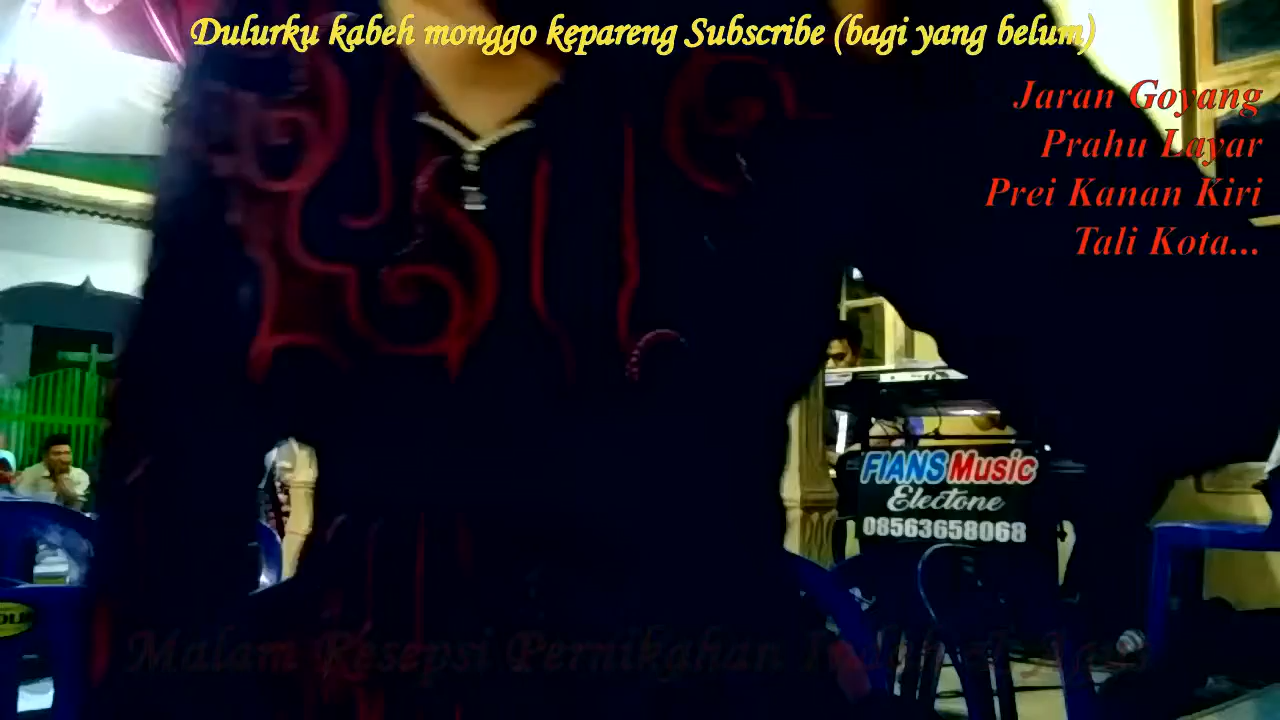 Dulurku kabeh monggo kepareng Subscribe (bagi yang belum)
Jaran Goyang
Prahu Layar
Prei Kanan Kiri
Tali Kota...
FIANS Music
Electone
08563658068
Malam Resepsi Pernikahan